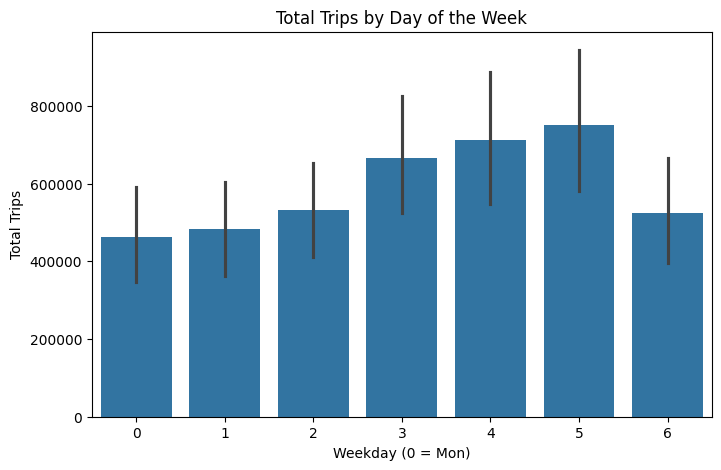 Total Trips by Day of the Week
Total Trips
800000
600000
400000
200000
0
0 1 2 3 4 5 6
Weekday (0 = Mon)